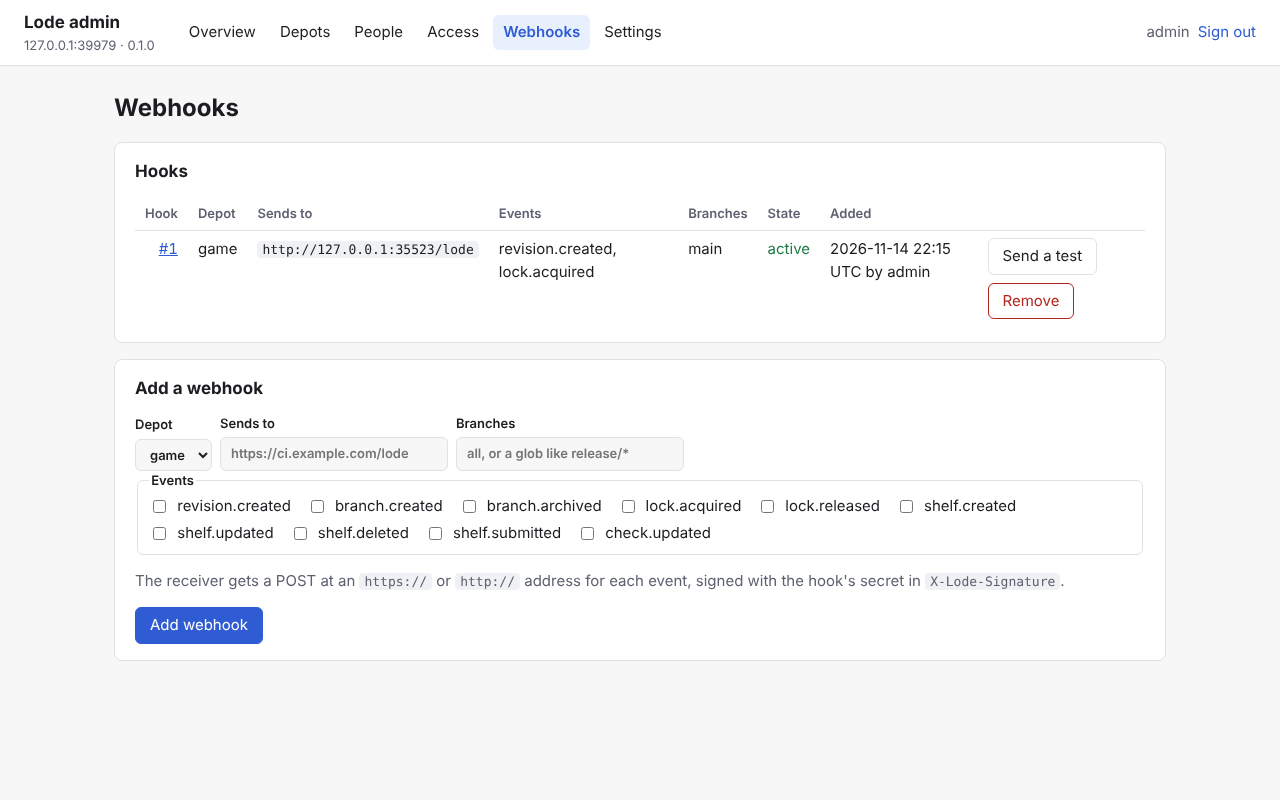 Lode admin
127.0.0.1:39979 · 0.1.0
Overview Depots People Access Webhooks Settings
admin Sign out
Webhooks
Hooks
Hook Depot Sends to Events Branches State Added
#1 game http://127.0.0.1:35523/lode revision.created, main active 2026-11-14 22:15 Send a test
lock.acquired UTC by admin
Remove
Add a webhook
Depot Sends to Branches
game https://ci.example.com/lode all, or a glob like release/*
Events
revision.created branch.created branch.archived lock.acquired lock.released shelf.created
shelf.updated shelf.deleted shelf.submitted check.updated
The receiver gets a POST at an https:// or http:// address for each event, signed with the hook's secret in X-Lode-Signature.
Add webhook